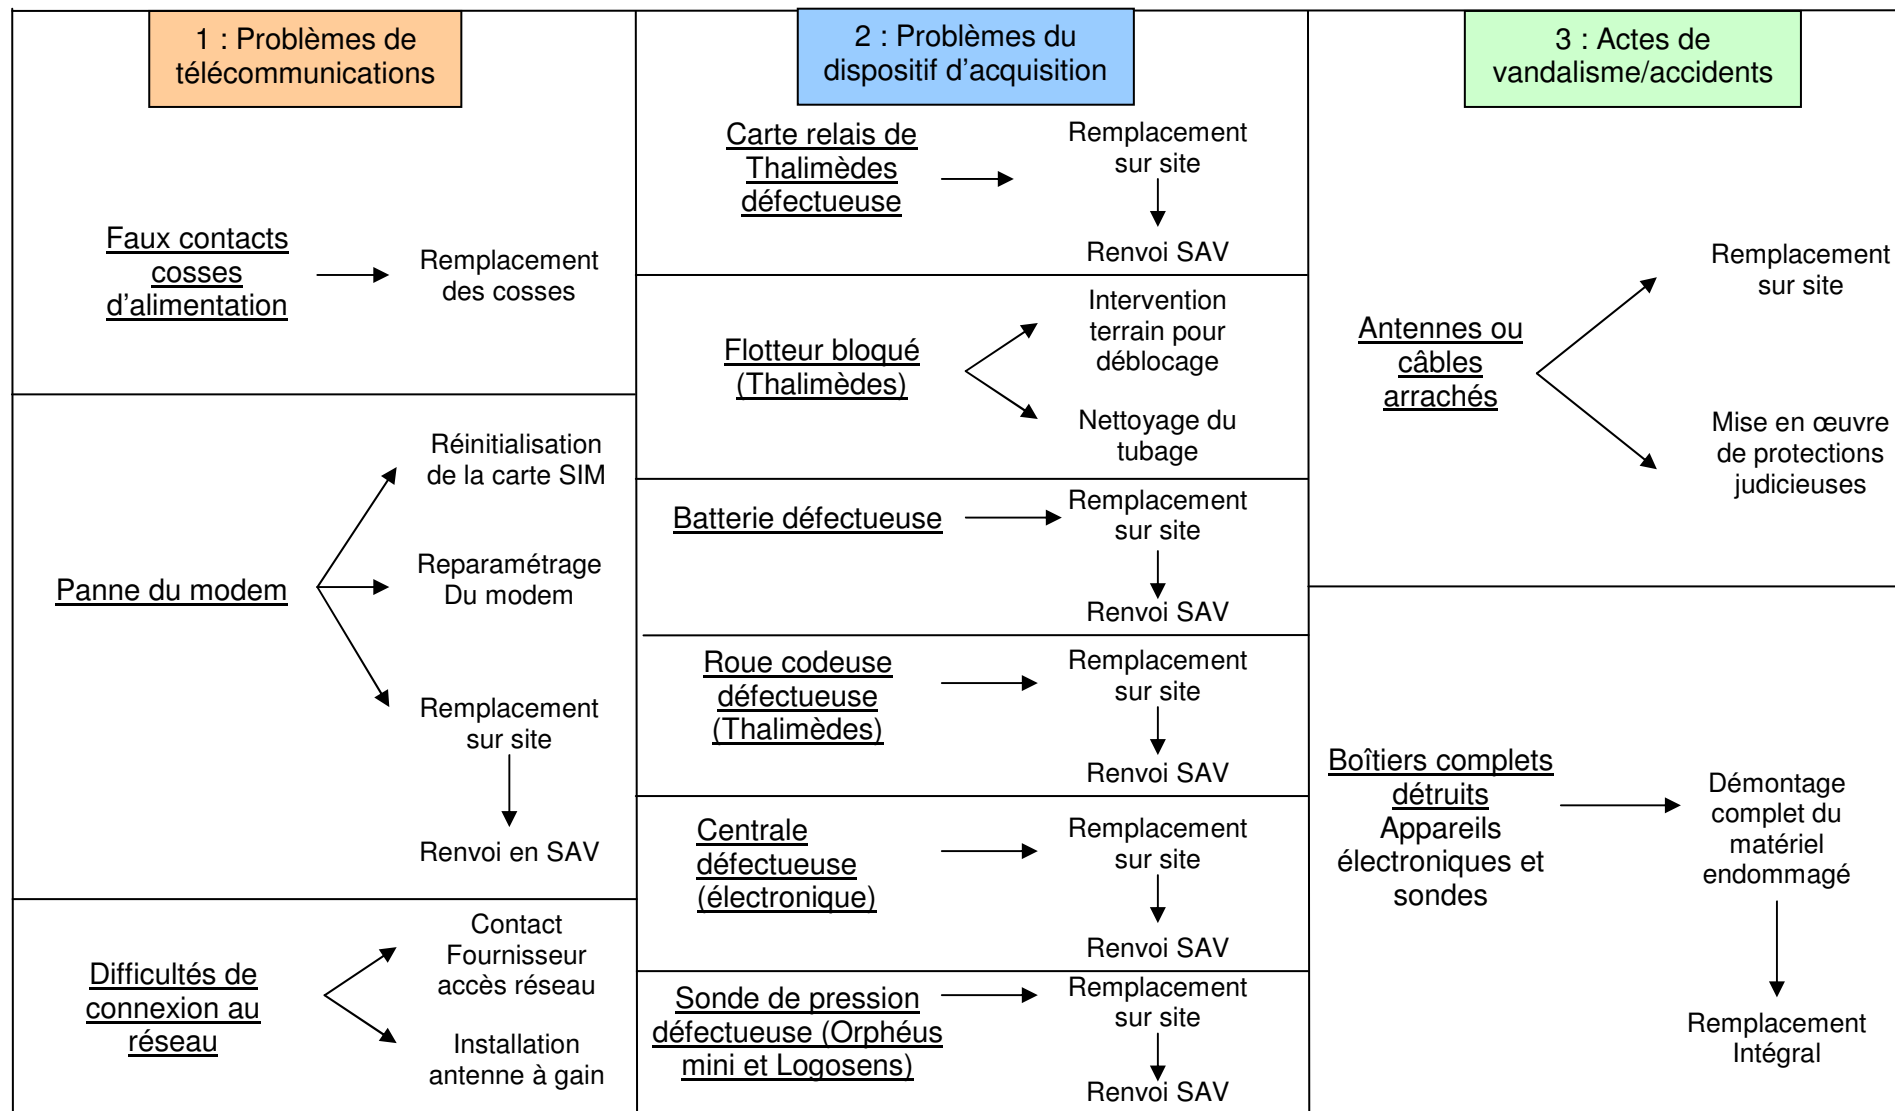 1 : Problèmes de
télécommunications
Faux contacts
cosses
d’alimentation
Remplacement
des cosses
Panne du modem
Réinitialisation
de la carte SIM
Reparamétrage
Du modem
Remplacement
sur site
Renvoi en SAV
Difficultés de
connexion au
réseau
Contact
Fournisseur
accès réseau
Installation
antenne à gain
2 : Problèmes du
dispositif d’acquisition
Carte relais de
Thalimèdes
défectueuse
Remplacement
sur site
Renvoi SAV
Flotteur bloqué
(Thalimèdes)
Intervention
terrain pour
déblocage
Nettoyage du
tubage
Batterie défectueuse
Remplacement
sur site
Renvoi SAV
Roue codeuse
défectueuse
(Thalimèdes)
Remplacement
sur site
Renvoi SAV
Centrale
défectueuse
(électronique)
Remplacement
sur site
Renvoi SAV
Sonde de pression
défectueuse (Orphéus
mini et Logosens)
Remplacement
sur site
Renvoi SAV
3 : Actes de
vandalisme/accidents
Antennes ou
câbles
arrachés
Remplacement
sur site
Mise en œuvre
de protections
judicieuses
Boîtiers complets
détruits
Appareils
électroniques et
sondes
Démontage
complet du
matériel
endommagé
Remplacement
Intégral